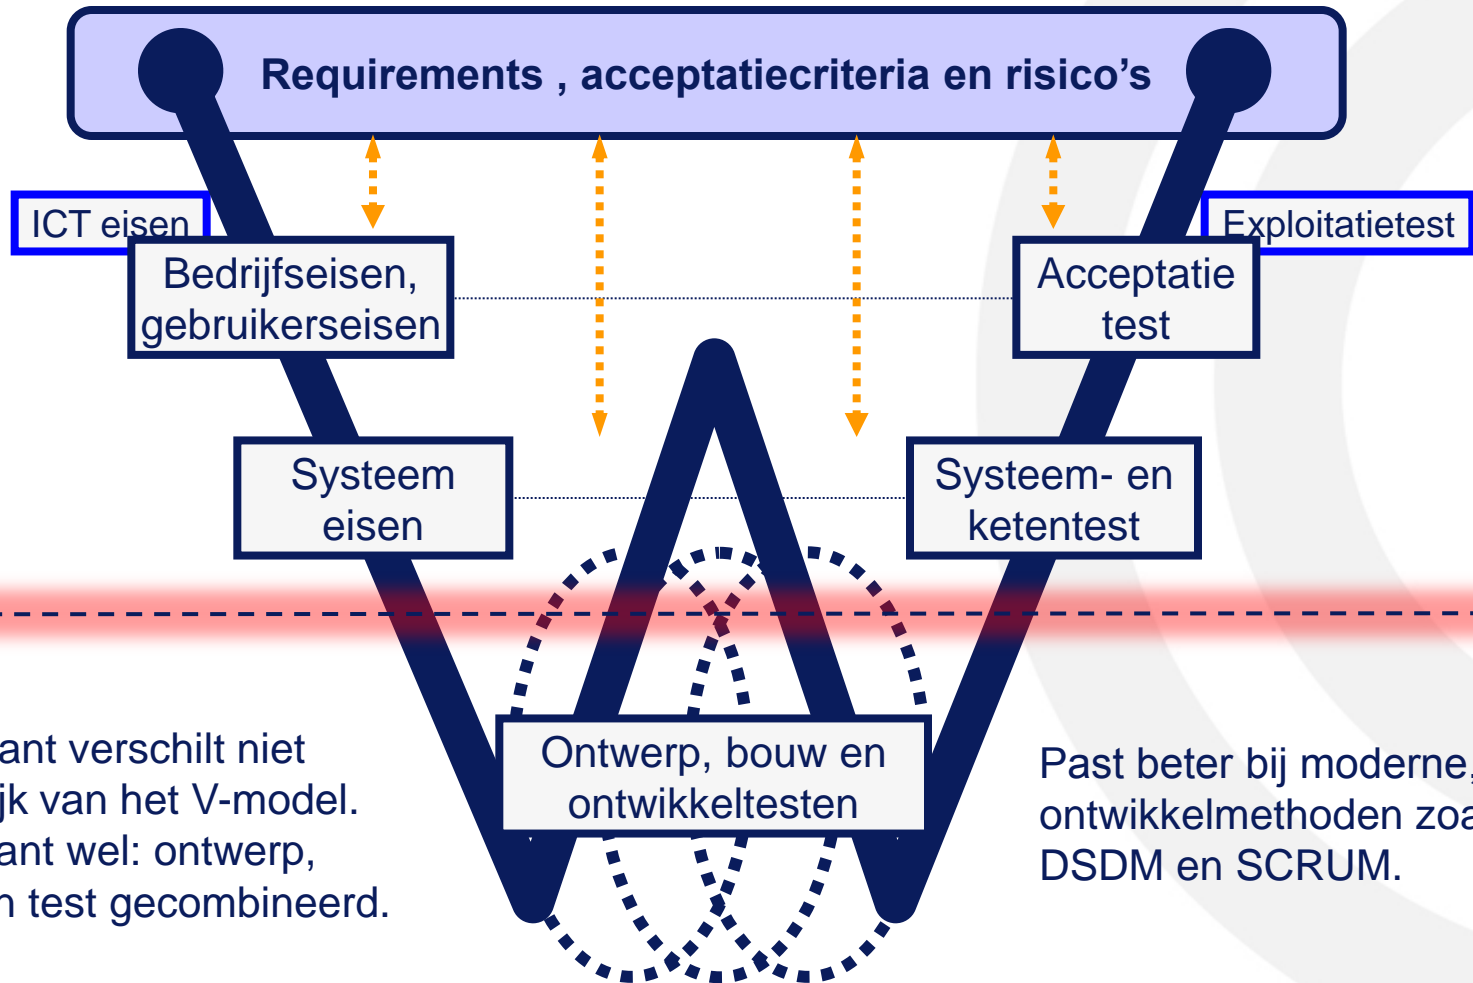 Requirements , acceptatiecriteria en risico’s
ICT eisen
Exploitatietest
Bedrijfseisen,
gebruikerseisen
Acceptatie
test
Systeem
eisen
Systeem- en
ketentest
Ontwerp, bouw en
ontwikkeltesten
ant verschilt niet
ijk van het V-model.
ant wel: ontwerp,
n test gecombineerd.
Past beter bij moderne,
ontwikkelmethoden zoa
DSDM en SCRUM.